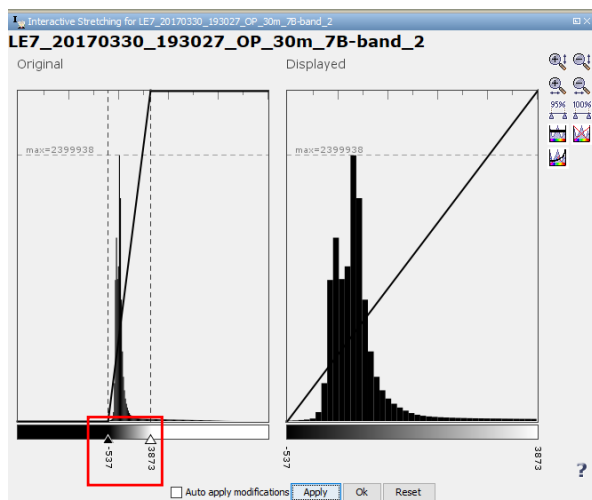 Interactive Stretching for LE7_20170330_193027_OP_30m_7B-band_2
LE7_20170330_193027_OP_30m_7B-band_2
Original
Displayed
95%
100%
max=2399938
max=2399938
-537
3873
-537
3873
?
Auto apply modifications
Apply
Ok
Reset